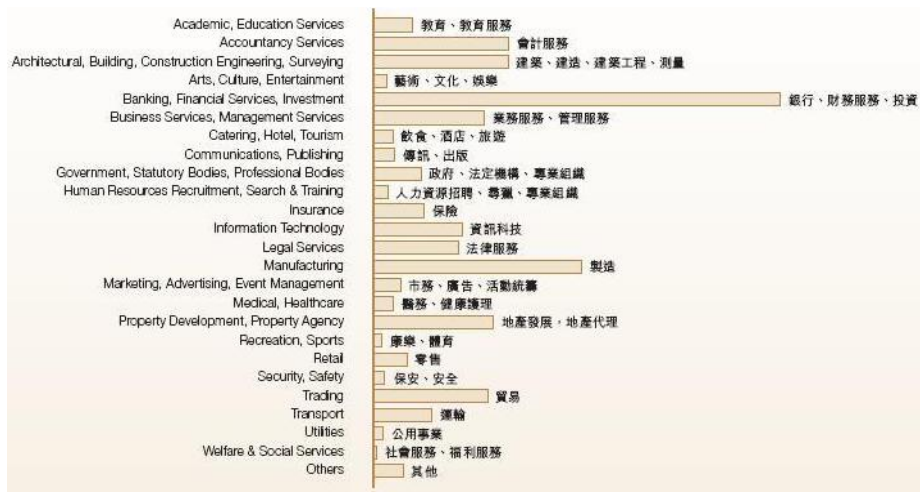 Academic, Education Services 教育、教育服務
Accountancy Services 會計服務
Architectural, Building, Construction Engineering, Surveying 建築、建造、建築工程、測量
Arts, Culture, Entertainment 藝術、文化、娛樂
Banking, Financial Services, Investment 銀行、財務服務、投資
Business Services, Management Services 業務服務、管理服務
Catering, Hotel, Tourism 飲食、酒店、旅遊
Communications, Publishing 傳訊、出版
Government, Statutory Bodies, Professional Bodies 政府、法定機構、專業組織
Human Resources Recruitment, Search & Training 人力資源招聘、尋獵、專業組織
Insurance 保險
Information Technology 資訊科技
Legal Services 法律服務
Manufacturing 製造
Marketing, Advertising, Event Management 市務、廣告、活動統籌
Medical, Healthcare 醫務、健康護理
Property Development, Property Agency 地產發展，地產代理
Recreation, Sports 康樂、體育
Retail 零售
Security, Safety 保安、安全
Trading 貿易
Transport 運輸
Utilities 公用事業
Welfare & Social Services 社會服務、福利服務
Others 其他